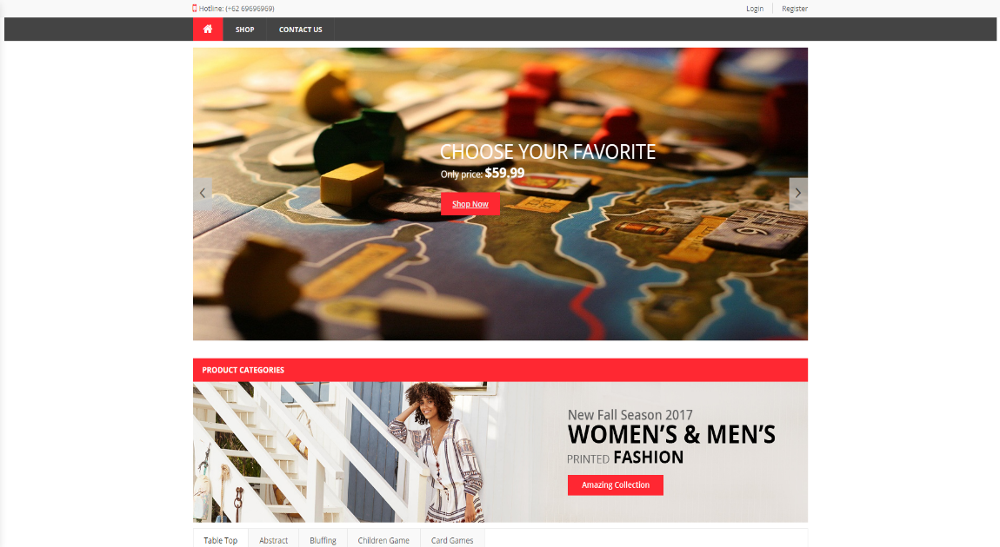 Hotline: (+62 69696969)
Login
Register
SHOP
CONTACT US
CHOOSE YOUR FAVORITE
Only price: $59.99
Shop Now
PRODUCT CATEGORIES
New Fall Season 2017
WOMEN'S & MEN'S
PRINTED FASHION
Amazing Collection
Table Top
Abstract
Bluffing
Children Game
Card Games